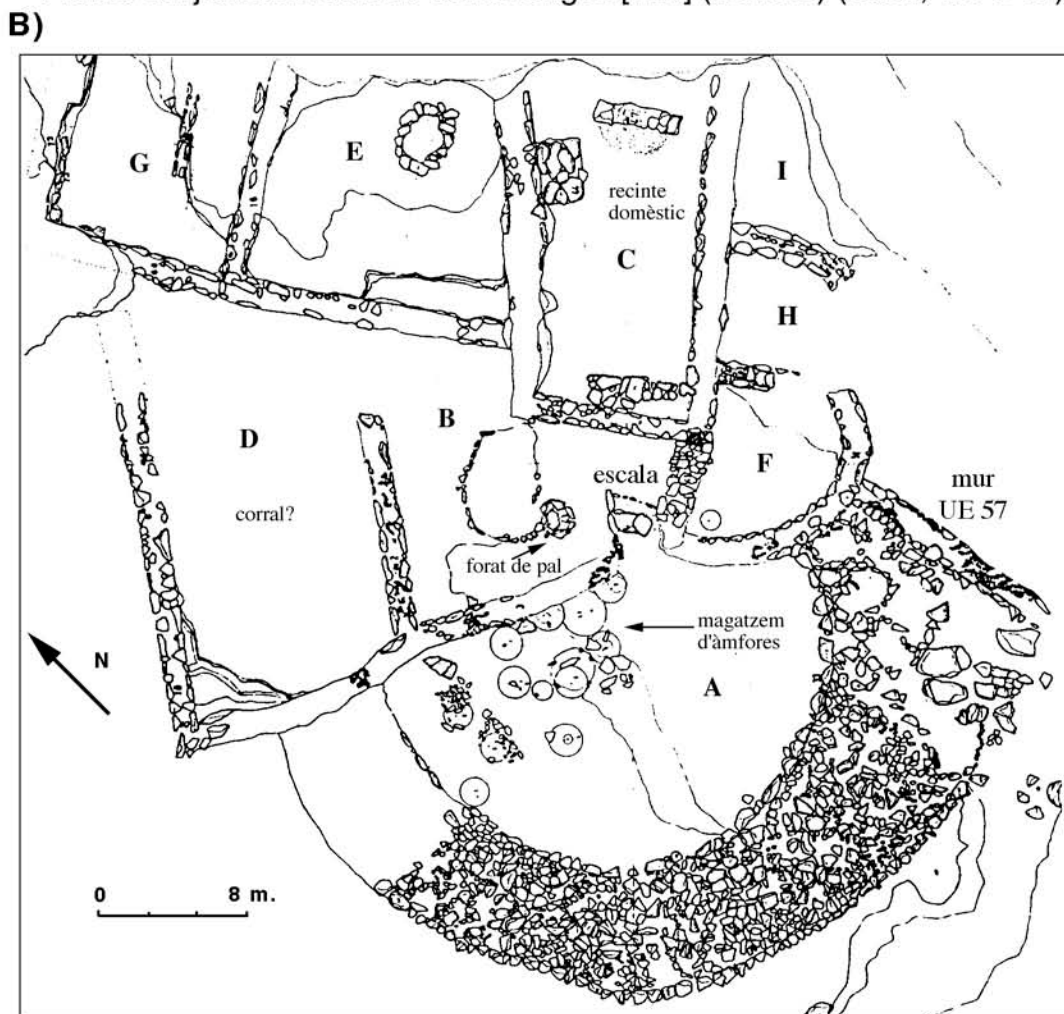 B)
G
E
I
recinte
domèstic
C
H
D
B
F
escala
mur
UE 57
corral?
forat de pal
magatzem
d'àmfores
N
A
0 8 m.